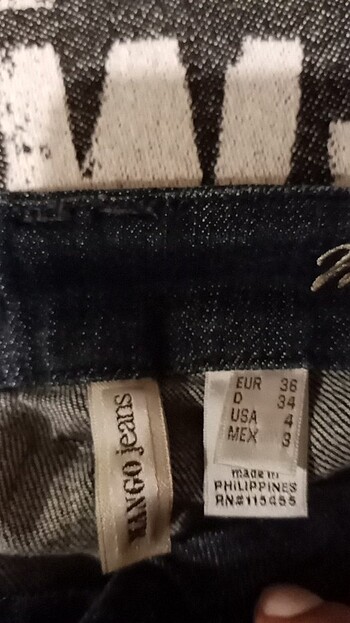 MANGO jeans
EUR 36
D 34
USA 4
MEX 3
made in
PHILIPPINES
RN#115455